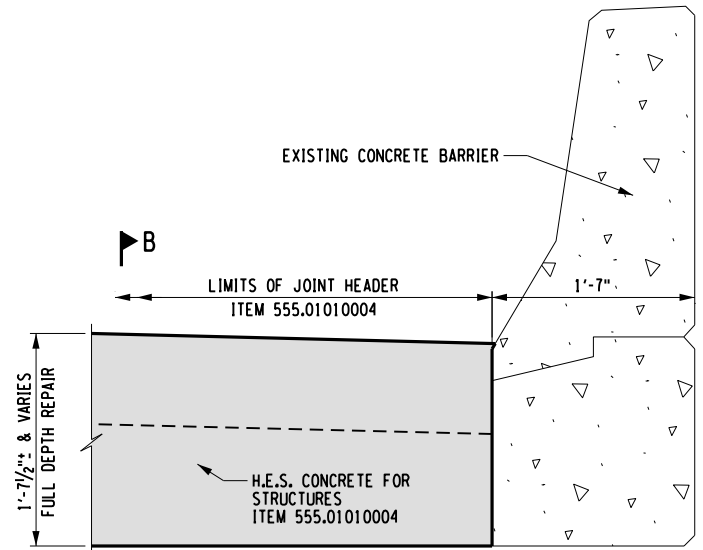 EXISTING CONCRETE BARRIER
B
LIMITS OF JOINT HEADER
ITEM 555.01010004
1'-7"
1'-7½"± & VARIES
FULL DEPTH REPAIR
H.E.S. CONCRETE FOR
STRUCTURES
ITEM 555.01010004